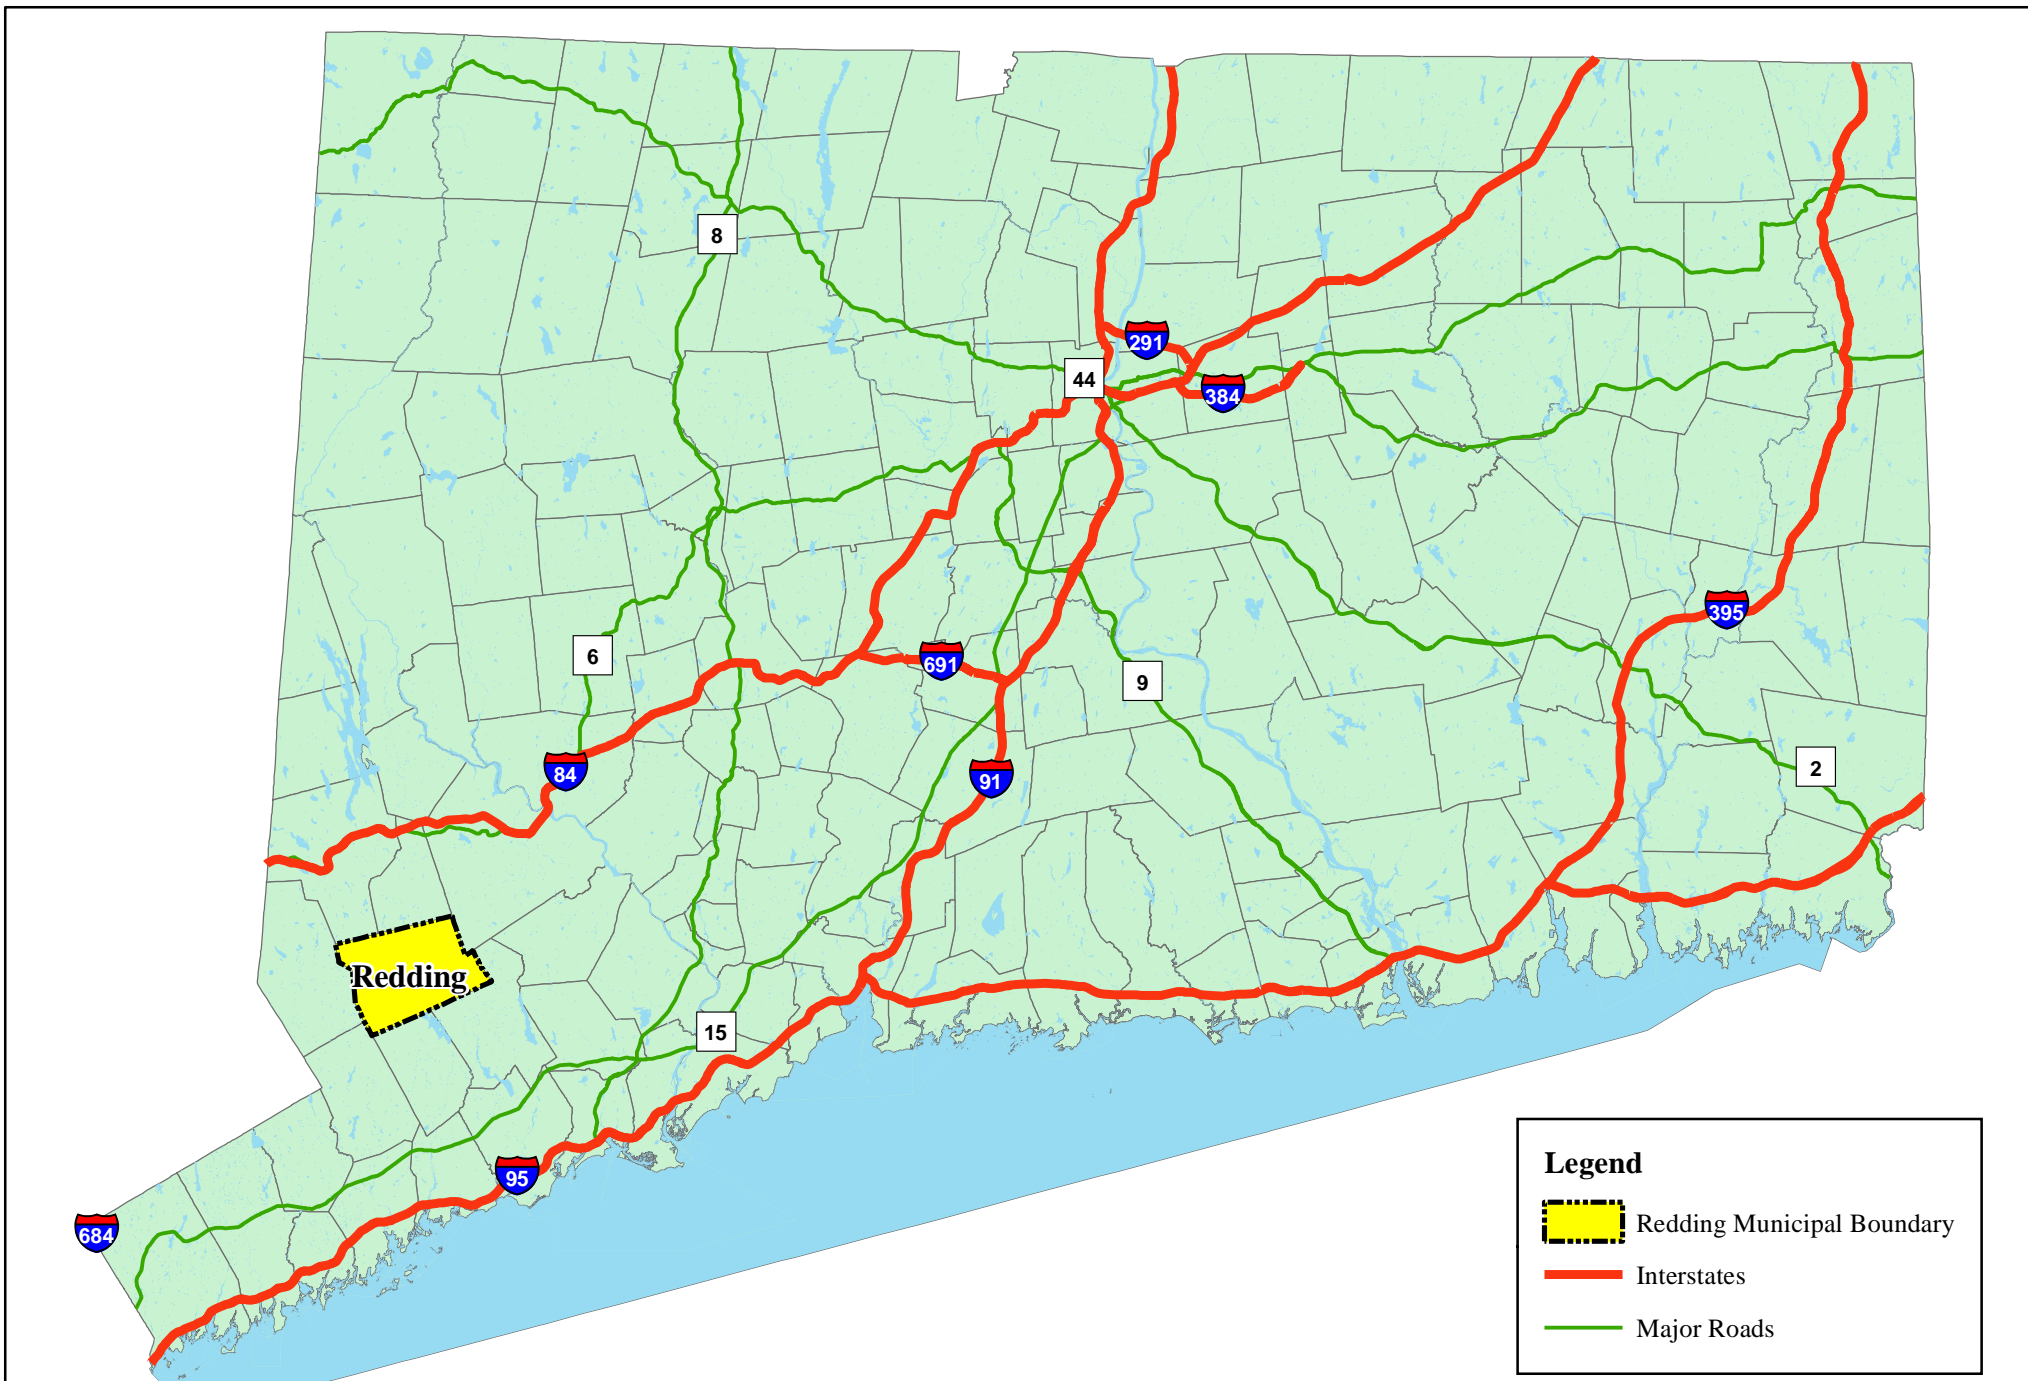 8
291
44
384
395
6
691
9
2
84
91
Redding
15
95
684
Legend
Redding Municipal Boundary
Interstates
Major Roads